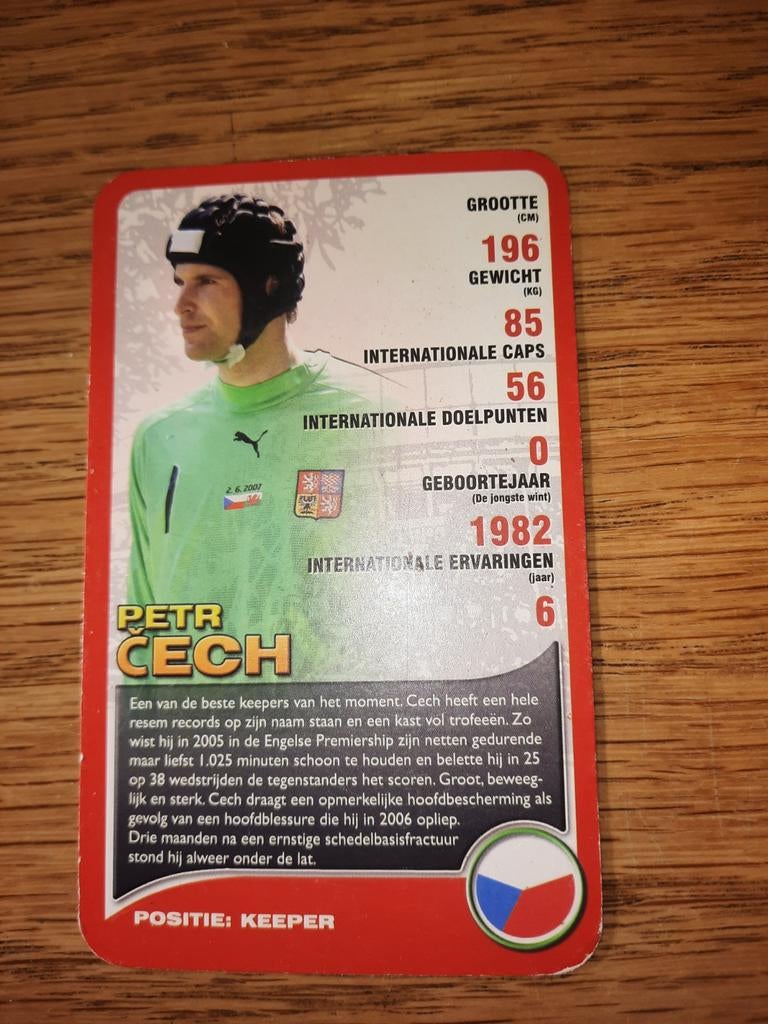 GROOTTE
(CM)
196
GEWICHT
(KG)
85
INTERNATIONALE CAPS
56
INTERNATIONALE DOELPUNTEN
0
GEBOORTEJAAR
(De jongste wint)
1982
INTERNATIONALE ERVARINGEN
(jaar)
6
2.6.2007
PETR
ČECH
Een van de beste keepers van het moment. Cech heeft een hele
resem records op zijn naam staan en een kast vol trofeeën. Zo
wist hij in 2005 in de Engelse Premiership zijn netten gedurende
maar liefst 1.025 minuten schoon te houden en belette hij in 25
op 38 wedstrijden de tegenstanders het scoren. Groot, beweeg-
lijk en sterk. Cech draagt een opmerkelijke hoofdbescherming als
gevolg van een hoofdblessure die hij in 2006 opliep.
Drie maanden na een ernstige schedelbasisfractuur
stond hij alweer onder de lat.
POSITIE: KEEPER